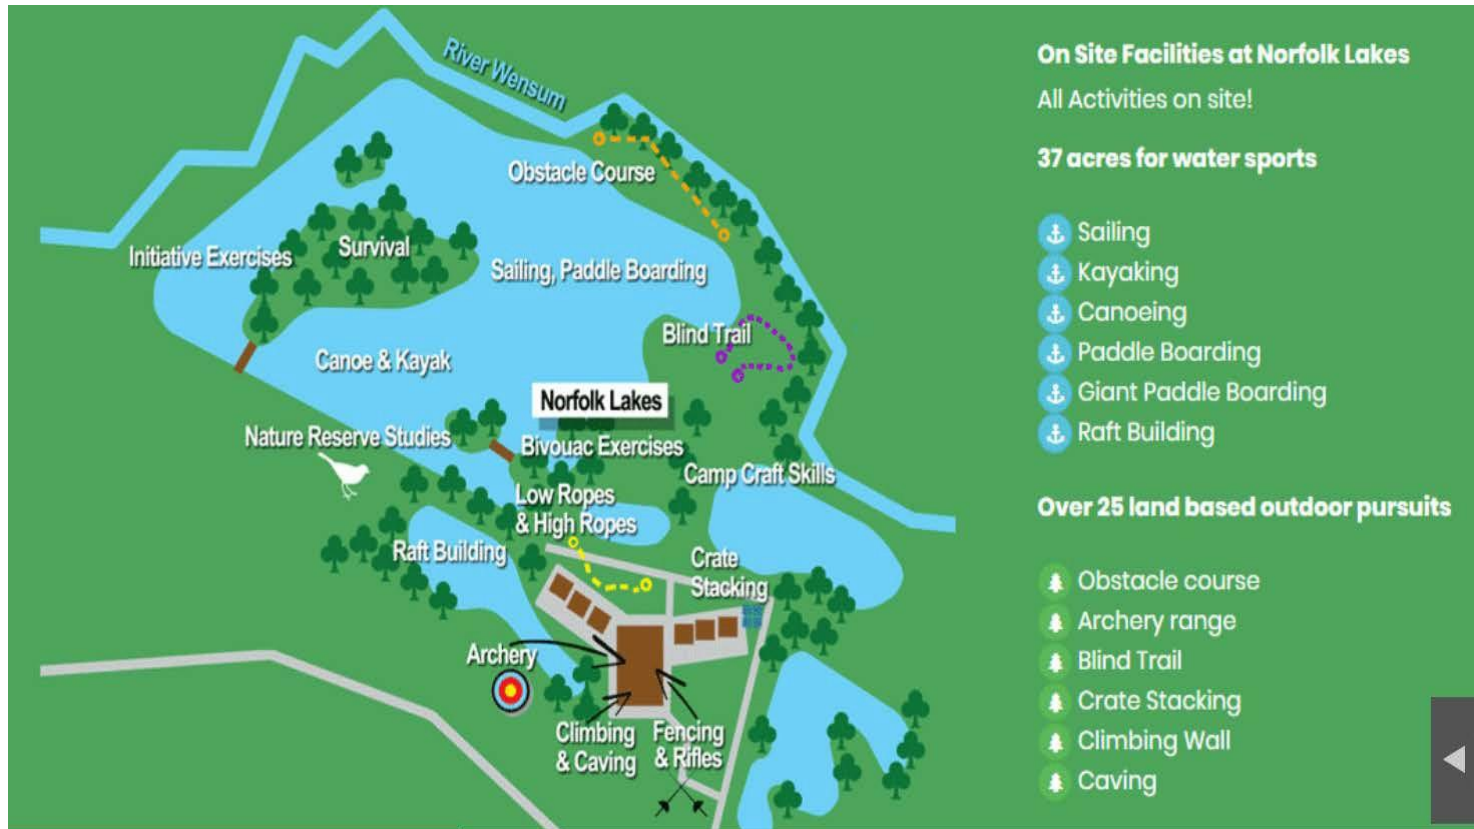 River Wensum
Obstacle Course
Initiative Exercises
Survival
Sailing, Paddle Boarding
Blind Trail
Canoe & Kayak
Norfolk Lakes
Nature Reserve Studies
Bivouac Exercises
Camp Craft Skills
Low Ropes
& High Ropes
Raft Building
Crate
Stacking
Archery
Climbing
& Caving
Fencing
& Rifles
On Site Facilities at Norfolk Lakes
All Activities on site!
37 acres for water sports
Sailing
Kayaking
Canoeing
Paddle Boarding
Giant Paddle Boarding
Raft Building
Over 25 land based outdoor pursuits
Obstacle course
Archery range
Blind Trail
Crate Stacking
Climbing Wall
Caving